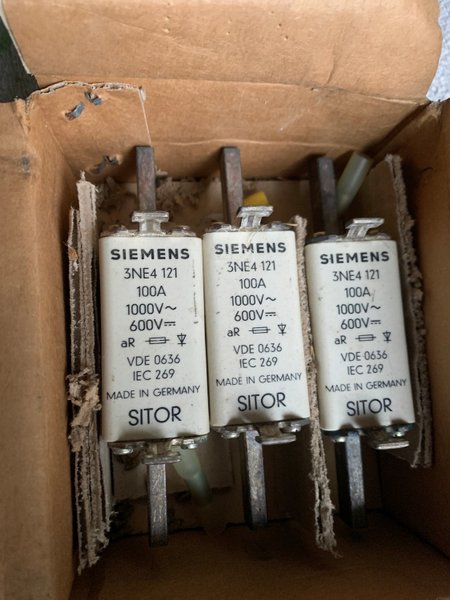 SIEMENS
3NE4 121
100A
1000V~
600V⎓
aR
VDE 0636
IEC 269
MADE IN GERMANY
SITOR
SIEMENS
3NE4 121
100A
1000V~
600V⎓
aR
VDE 0636
IEC 269
MADE IN GERMANY
SITOR
SIEMENS
3NE4 121
100A
1000V~
600V⎓
aR
VDE 0636
IEC 269
MADE IN GERMANY
SITOR